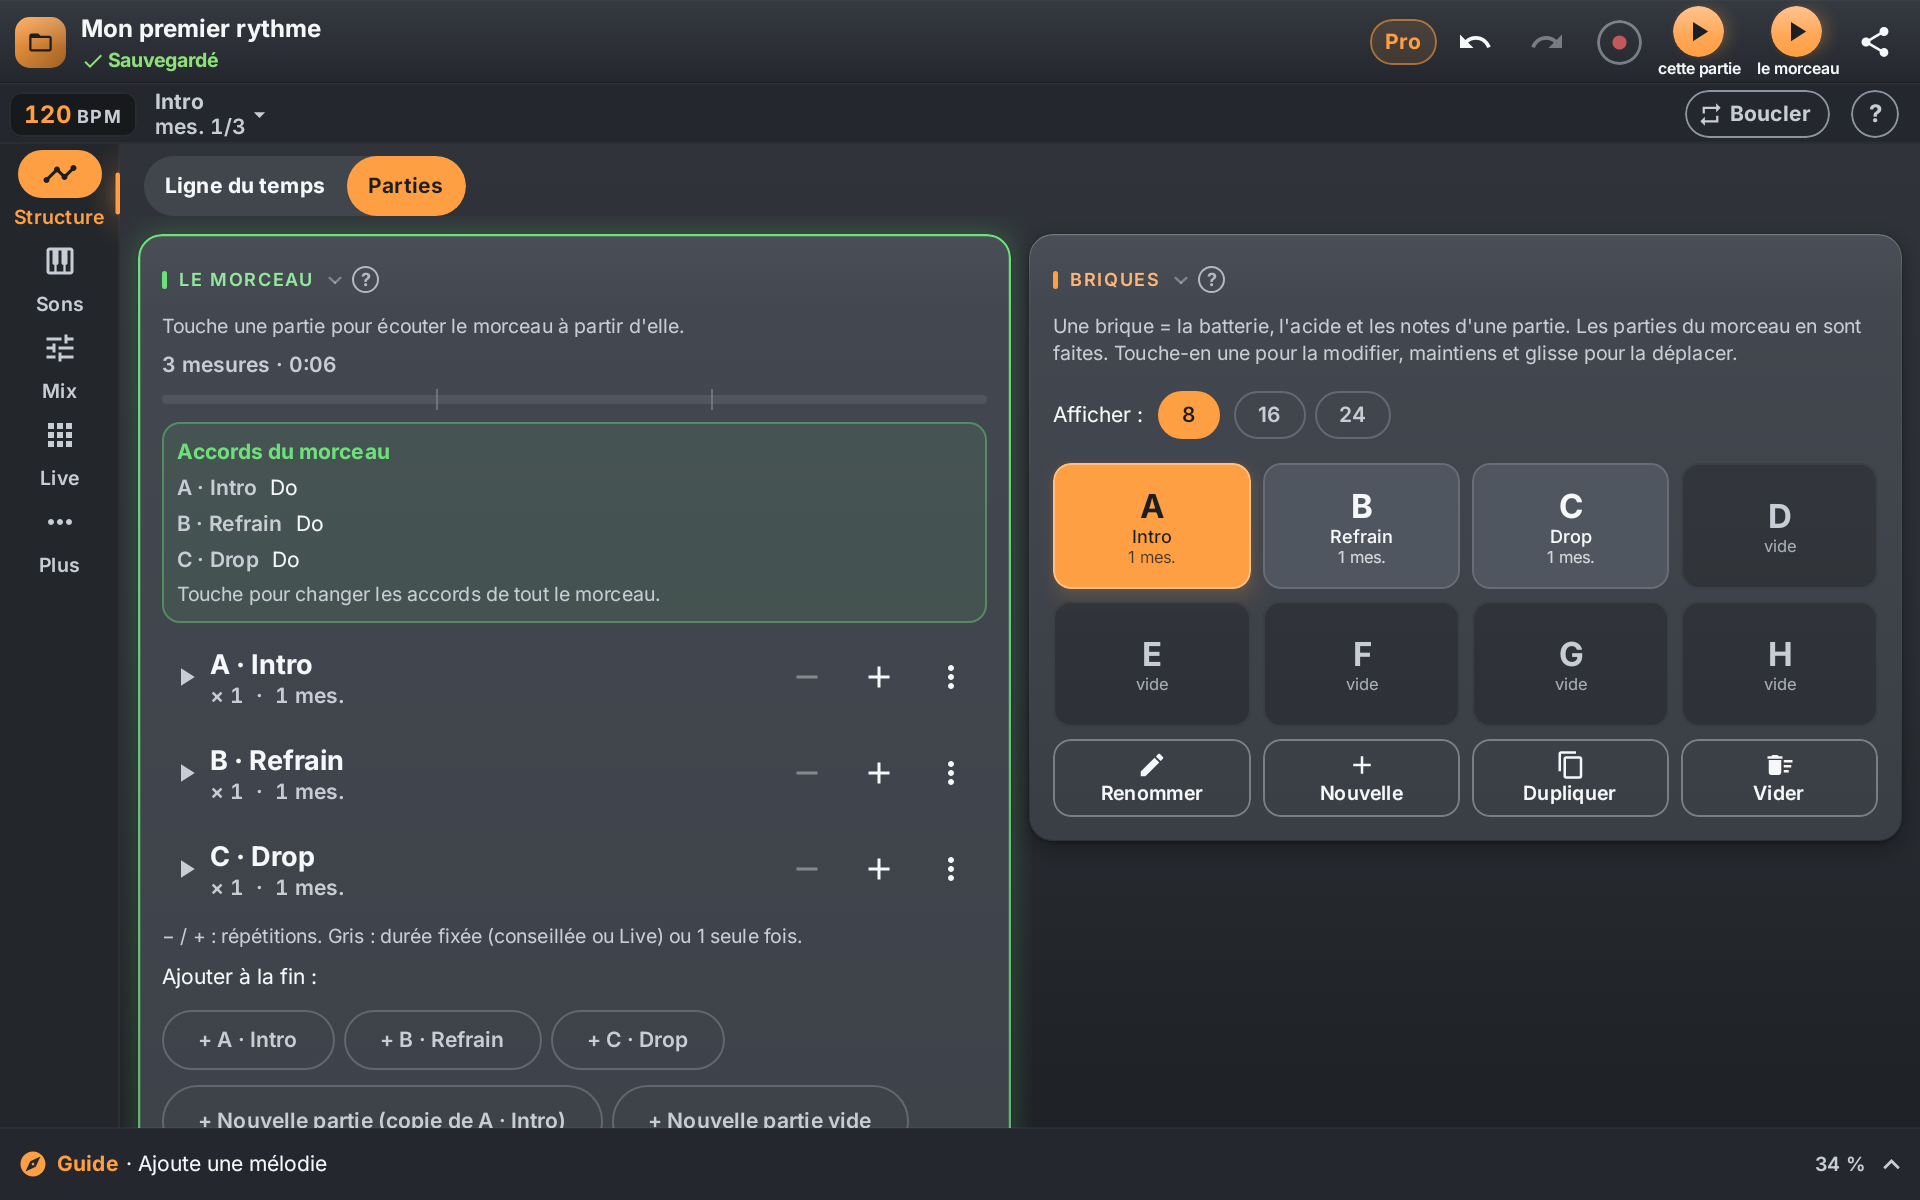 Mon premier rythme
Sauvegardé
Pro
cette partie
le morceau
120 BPM
Intro
mes. 1/3
Boucler
?
Structure
Sons
Mix
Live
Plus
Ligne du temps
Parties
LE MORCEAU
?
Touche une partie pour écouter le morceau à partir d'elle.
3 mesures · 0:06
Accords du morceau
A · Intro Do
B · Refrain Do
C · Drop Do
Touche pour changer les accords de tout le morceau.
A · Intro
× 1 · 1 mes.
B · Refrain
× 1 · 1 mes.
C · Drop
× 1 · 1 mes.
− / + : répétitions. Gris : durée fixée (conseillée ou Live) ou 1 seule fois.
Ajouter à la fin :
+ A · Intro
+ B · Refrain
+ C · Drop
+ Nouvelle partie (copie de A · Intro)
+ Nouvelle partie vide
BRIQUES
?
Une brique = la batterie, l'acide et les notes d'une partie. Les parties du morceau en sont
faites. Touche-en une pour la modifier, maintiens et glisse pour la déplacer.
Afficher :
8
16
24
A
Intro
1 mes.
B
Refrain
1 mes.
C
Drop
1 mes.
D
vide
E
vide
F
vide
G
vide
H
vide
Renommer
Nouvelle
Dupliquer
Vider
Guide · Ajoute une mélodie
34 %